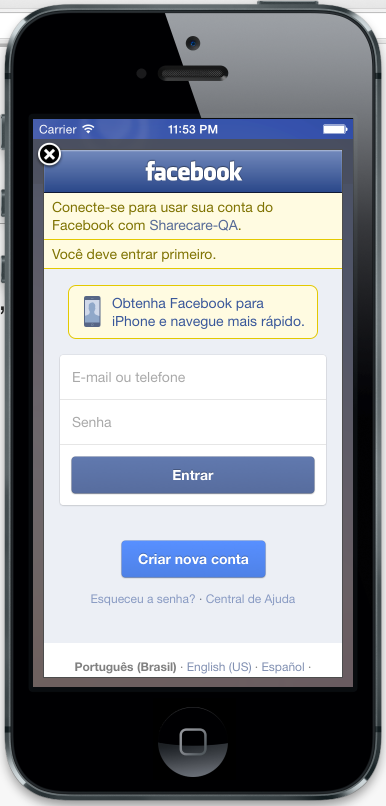 Carrier 11:53 PM
facebook
Conecte-se para usar sua conta do
Facebook com Sharecare-QA.
Você deve entrar primeiro.
Obtenha Facebook para
iPhone e navegue mais rápido.
E-mail ou telefone
Senha
Entrar
Criar nova conta
Esqueceu a senha? · Central de Ajuda
Português (Brasil) · English (US) · Español ·